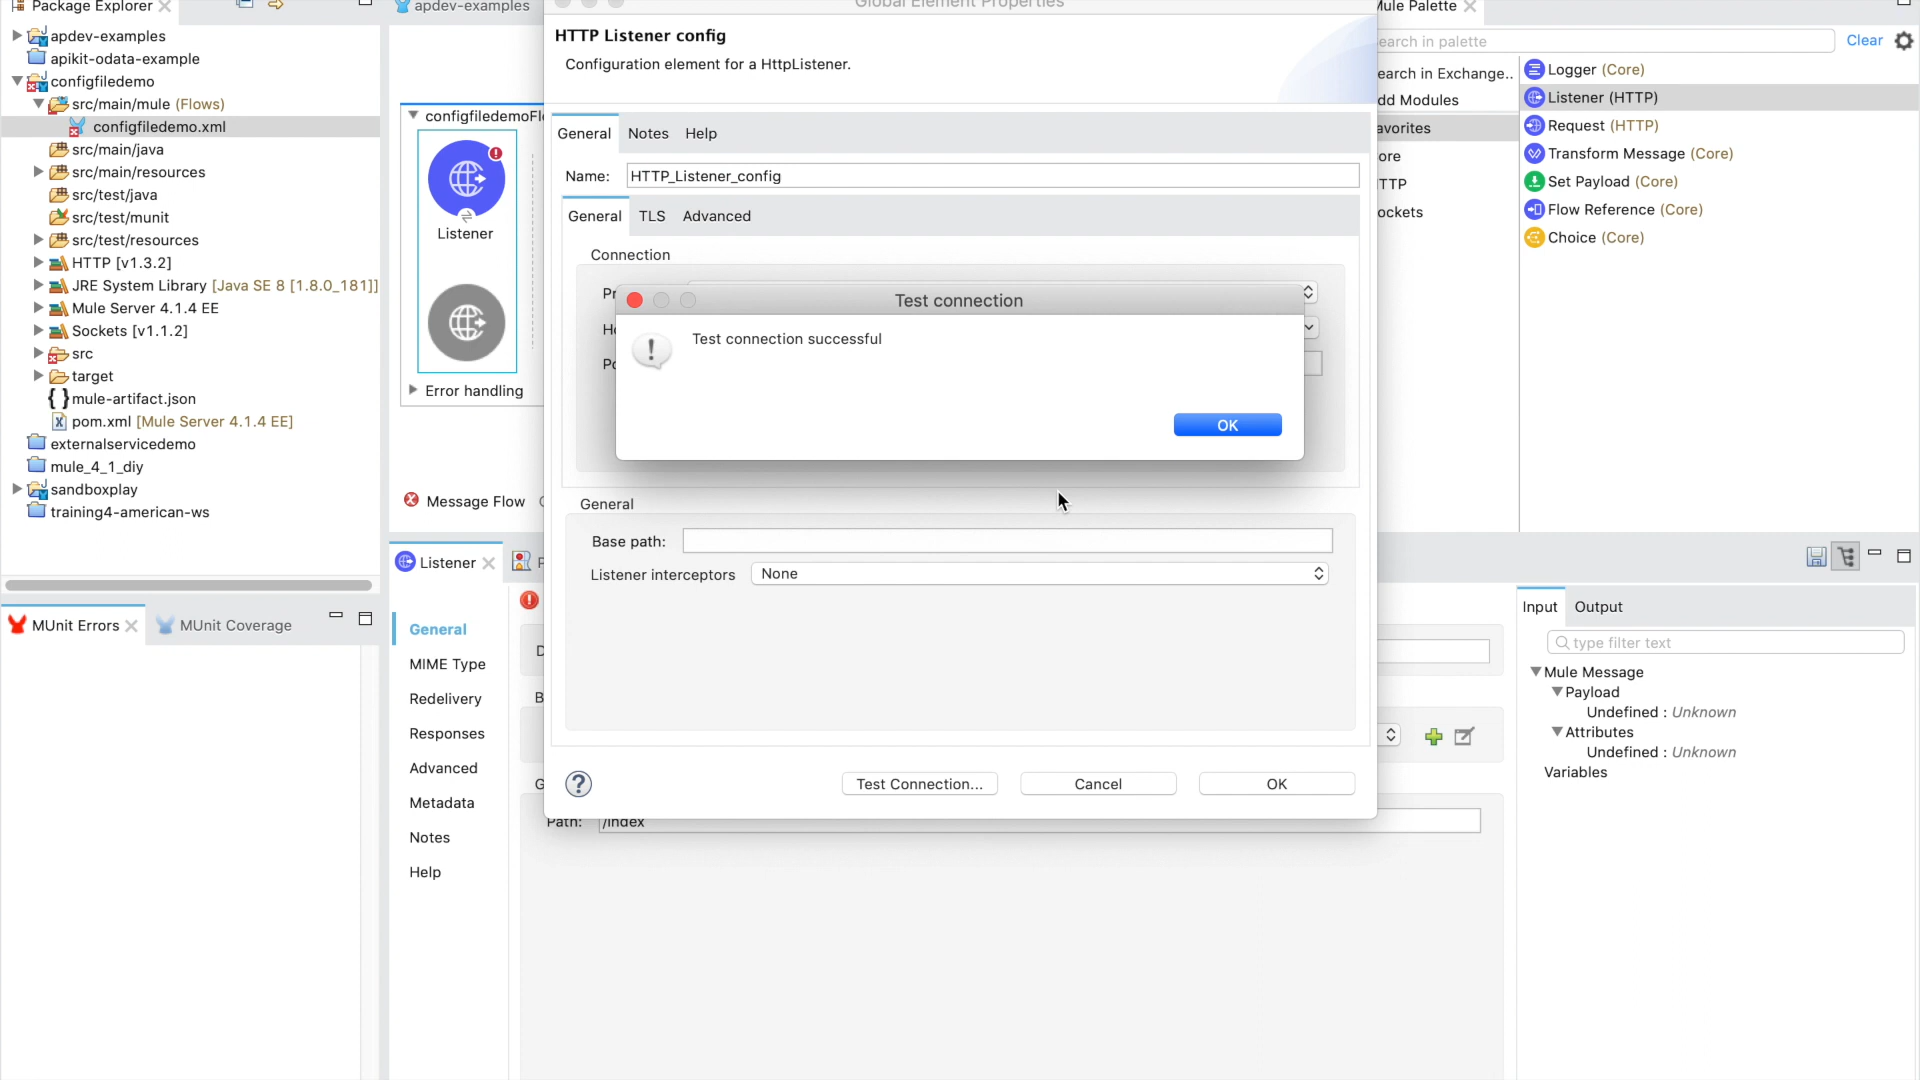 Package Explorer
apdev-examples
apikit-odata-example
configfiledemo
src/main/mule (Flows)
configfiledemo.xml
src/main/java
src/main/resources
src/test/java
src/test/munit
src/test/resources
HTTP [v1.3.2]
JRE System Library [Java SE 8 [1.8.0_181]]
Mule Server 4.1.4 EE
Sockets [v1.1.2]
src
target
mule-artifact.json
pom.xml [Mule Server 4.1.4 EE]
externalservicedemo
mule_4_1_diy
sandboxplay
training4-american-ws
MUnit Errors
MUnit Coverage
apdev-examples
configfiledemoFl
Listener
Error handling
Message Flow
Global Element Properties
HTTP Listener config
Configuration element for a HttpListener.
General Notes Help
Name: HTTP_Listener_config
General TLS Advanced
Connection
Test connection
Test connection successful
OK
General
Base path:
Listener interceptors None
Test Connection... Cancel OK
Listener
General
MIME Type
Redelivery
Responses
Advanced
Metadata
Notes
Help
Path: /index
Mule Palette
earch in palette
Clear
earch in Exchange..
dd Modules
avorites
ore
TTP
ockets
Logger (Core)
Listener (HTTP)
Request (HTTP)
Transform Message (Core)
Set Payload (Core)
Flow Reference (Core)
Choice (Core)
Input Output
type filter text
Mule Message
Payload
Undefined : Unknown
Attributes
Undefined : Unknown
Variables